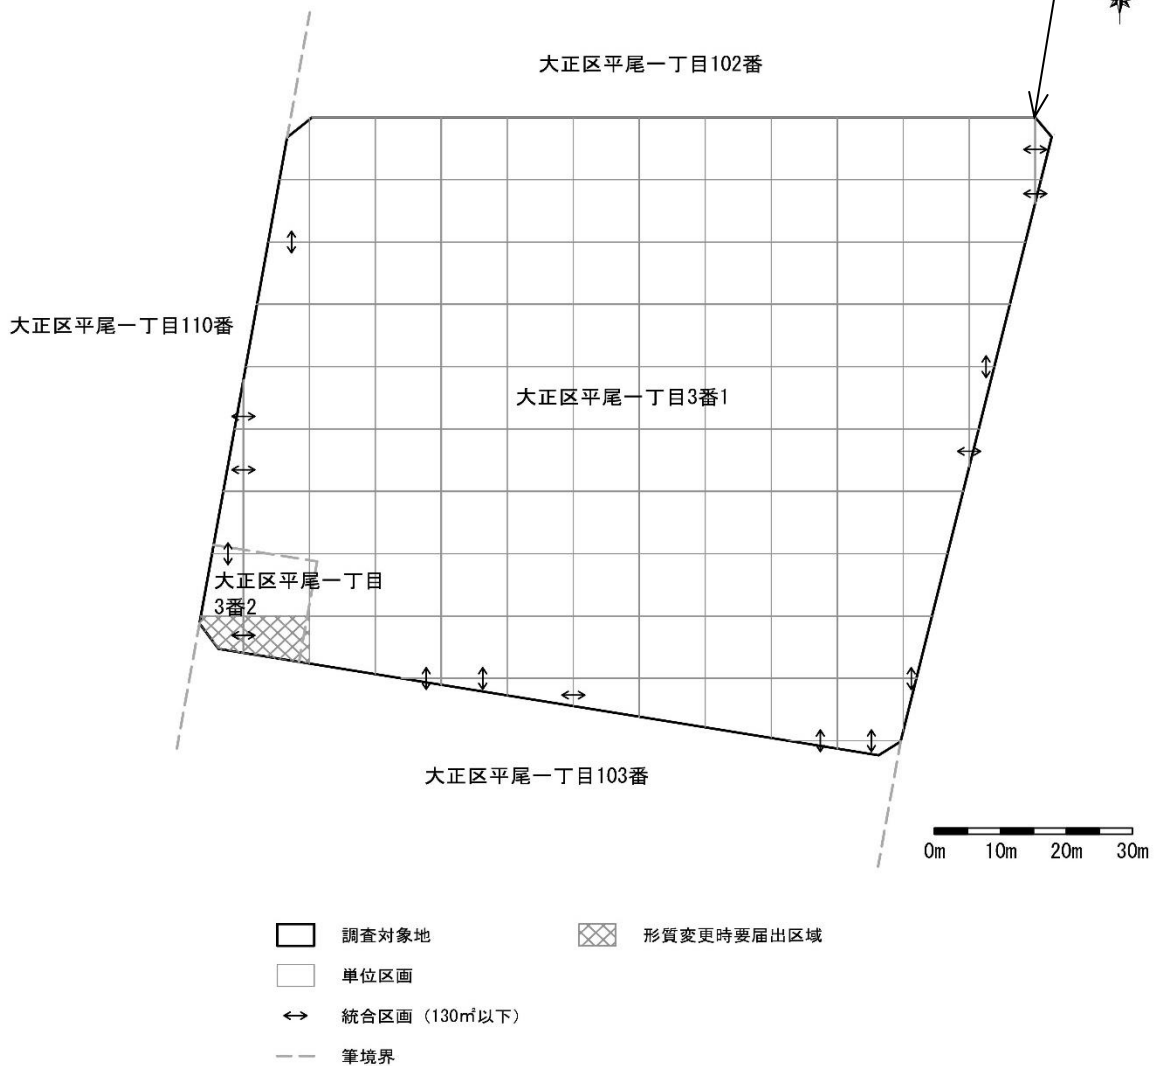 大正区平尾一丁目102番
大正区平尾一丁目110番
大正区平尾一丁目3番1
大正区平尾一丁目
3番2
大正区平尾一丁目103番
0m 10m 20m 30m
調査対象地
形質変更時要届出区域
単位区画
統合区画（130㎡以下）
筆境界